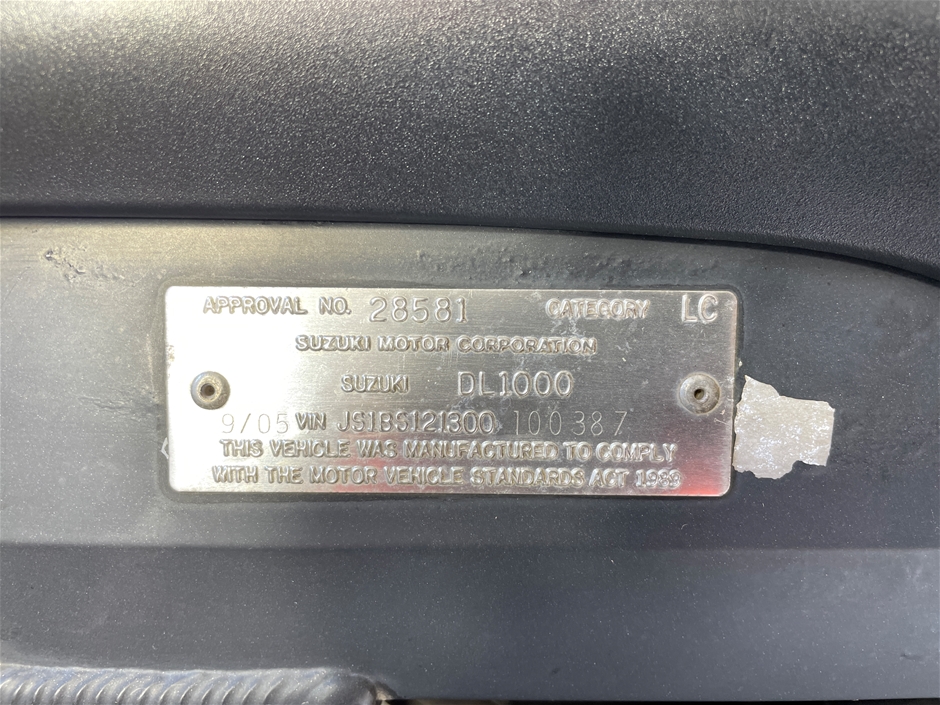 APPROVAL NO. 28581 CATEGORY LC
SUZUKI MOTOR CORPORATION
SUZUKI DL1000
9/05 VIN JS1BS121300 100387
THIS VEHICLE WAS MANUFACTURED TO COMPLY
WITH THE MOTOR VEHICLE STANDARDS ACT 1989